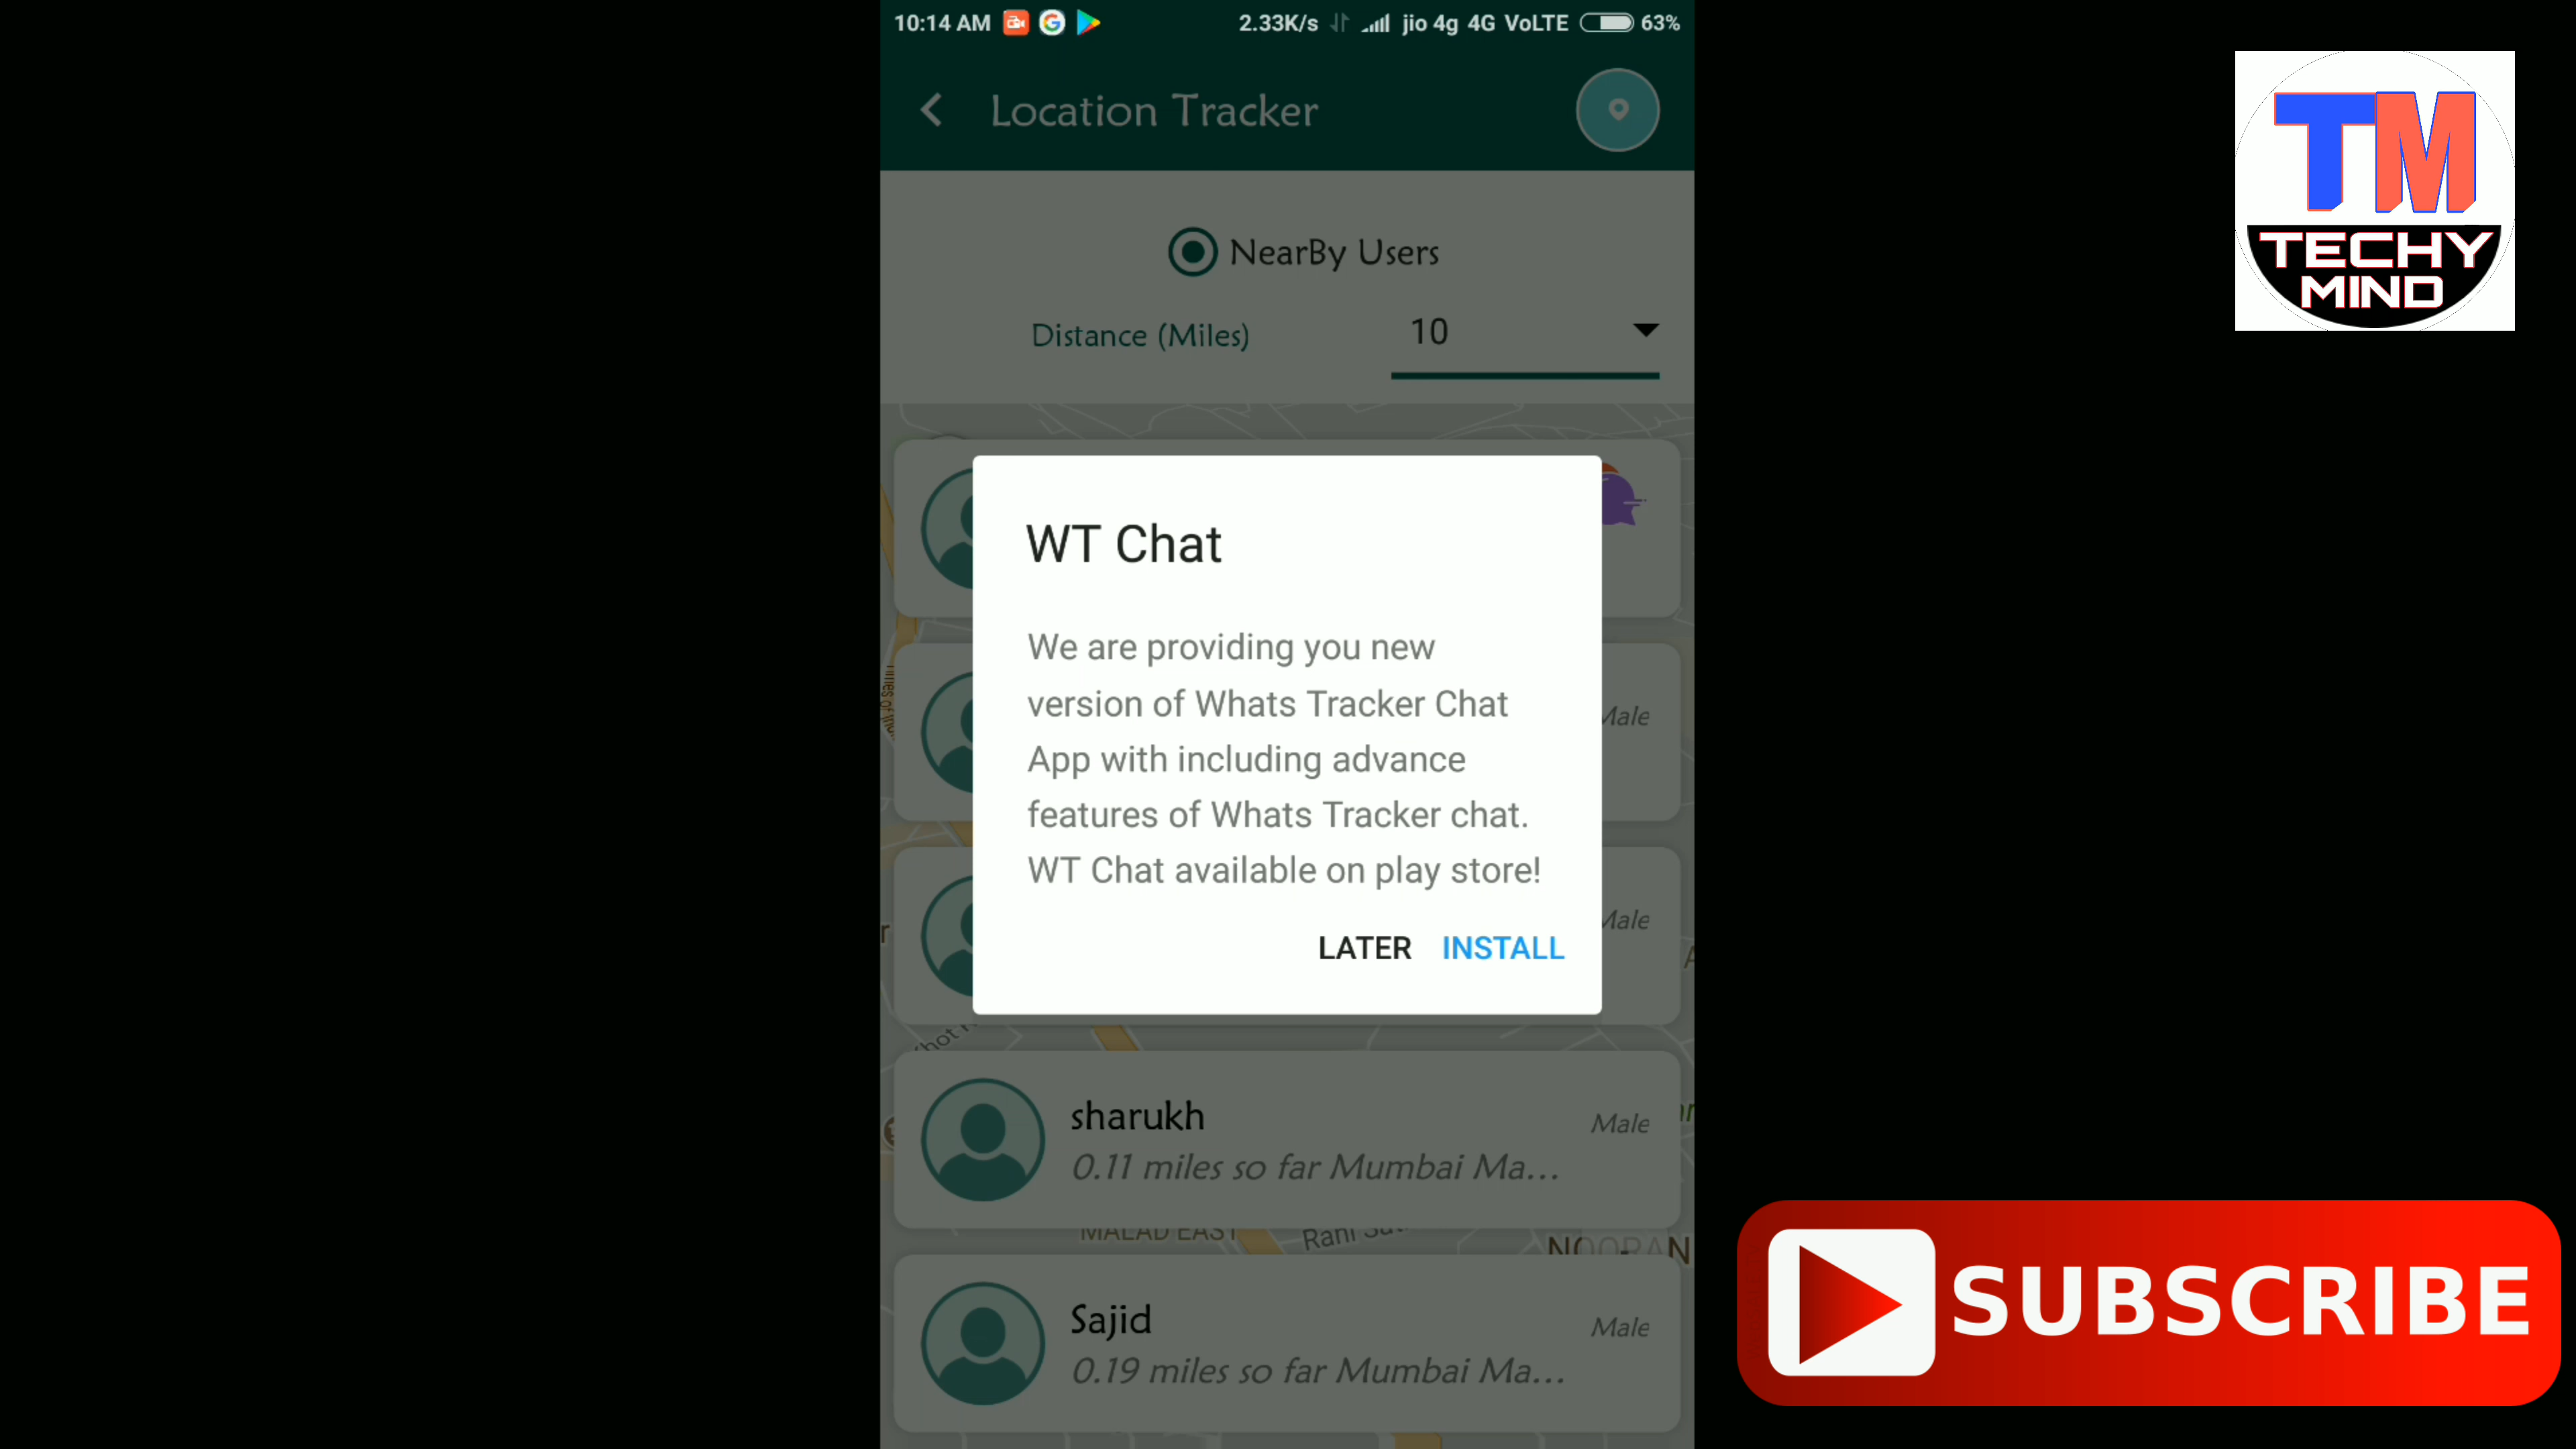 10:14 AM
2.33K/s jio 4g 4G VoLTE 63%
Location Tracker
TM
TECHY
MIND
NearBy Users
Distance (Miles) 10
WT Chat
We are providing you new
version of Whats Tracker Chat
App with including advance
features of Whats Tracker chat.
WT Chat available on play store!
LATER INSTALL
Male
Male
sharukh
Male
0.11 miles so far Mumbai Ma...
MALAD EAST
Rani
Sajid
Male
0.19 miles so far Mumbai Ma...
SUBSCRIBE